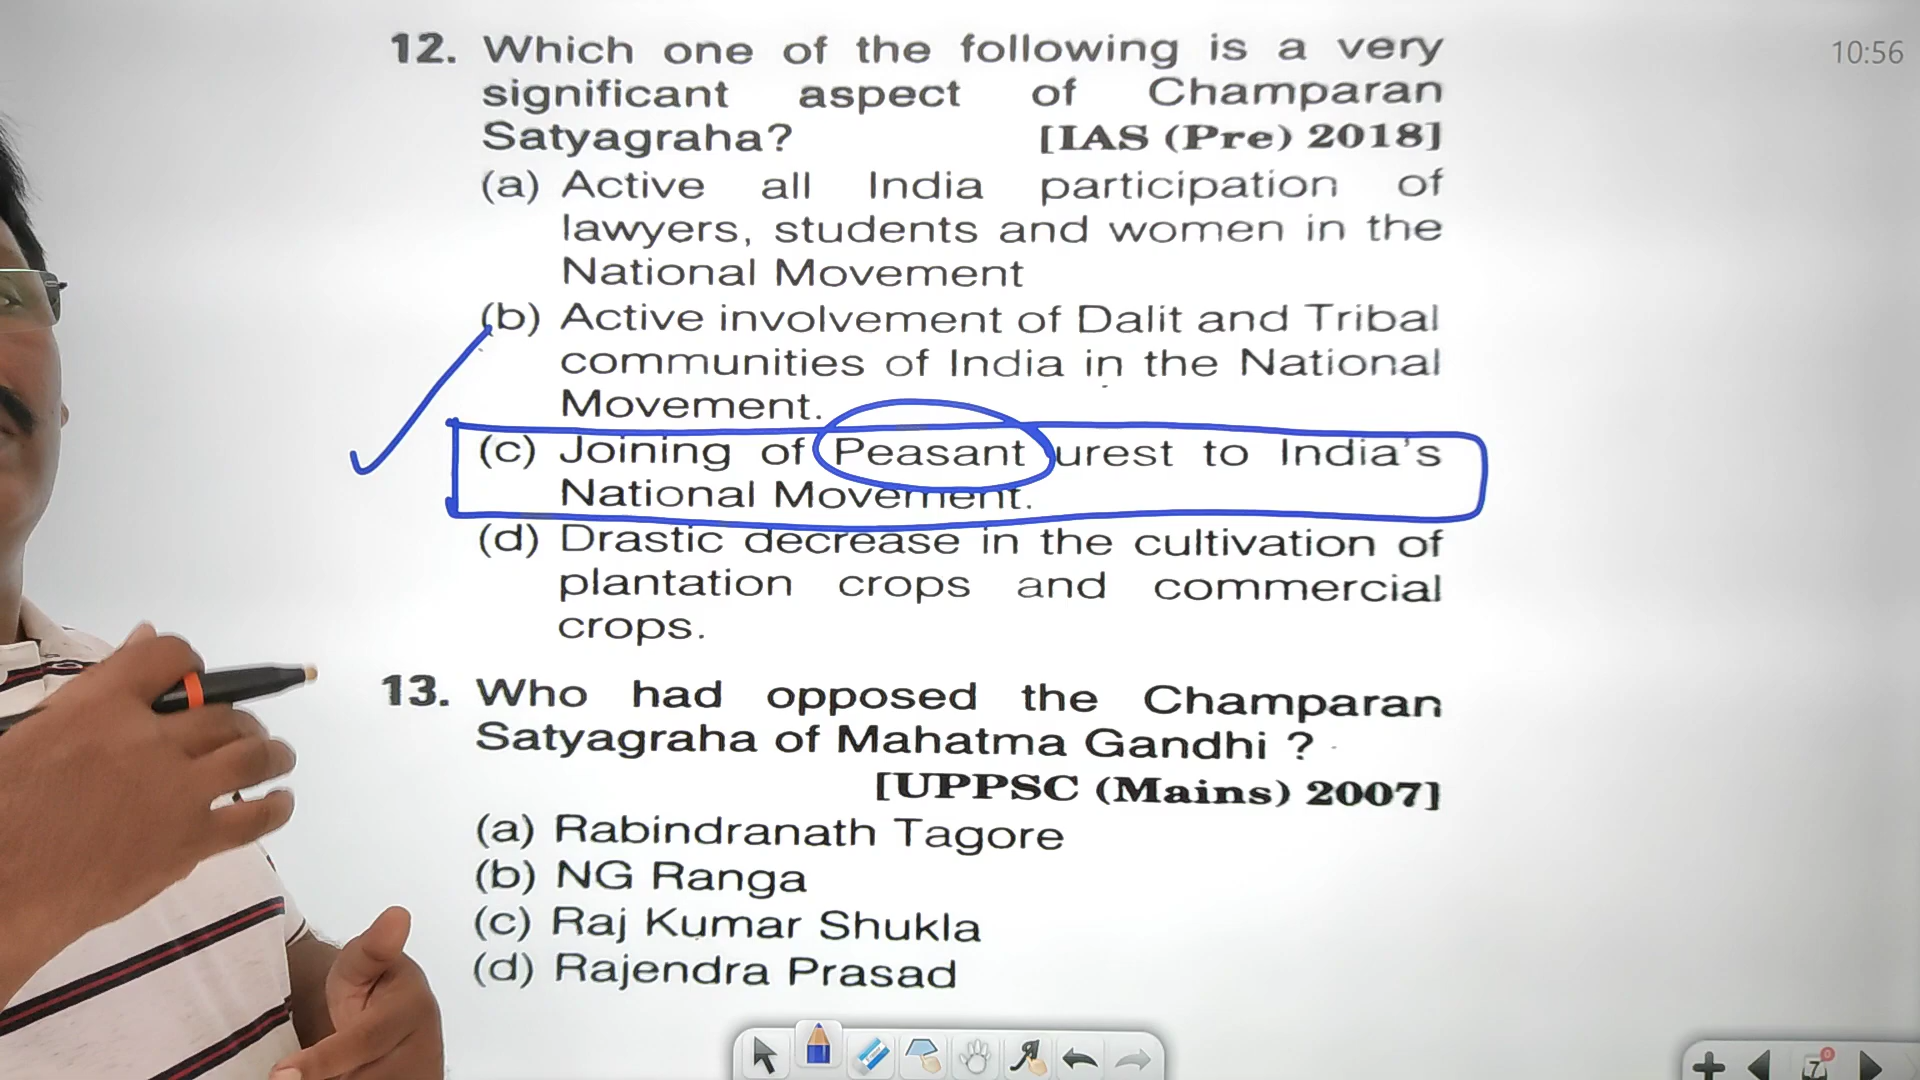 10:56
12. Which one of the following is a very
significant aspect of Champaran
Satyagraha? [IAS (Pre) 2018]
(a) Active all India participation of
lawyers, students and women in the
National Movement
(b) Active involvement of Dalit and Tribal
communities of India in the National
Movement.
(c) Joining of Peasant urest to India's
National Movement.
(d) Drastic decrease in the cultivation of
plantation crops and commercial
crops.
13. Who had opposed the Champaran
Satyagraha of Mahatma Gandhi ?
[UPPSC (Mains) 2007]
(a) Rabindranath Tagore
(b) NG Ranga
(c) Raj Kumar Shukla
(d) Rajendra Prasad
7
0